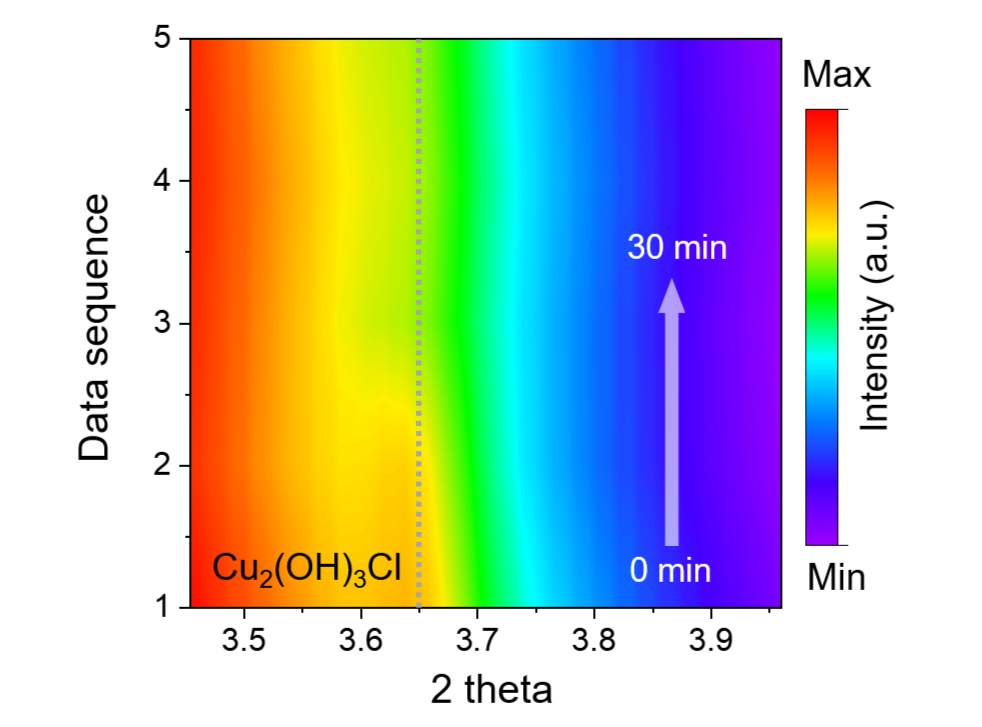 5
4
3
2
1
Data sequence
3.5 3.6 3.7 3.8 3.9
2 theta
Cu₂(OH)₃Cl
30 min
0 min
Max
Intensity (a.u.)
Min